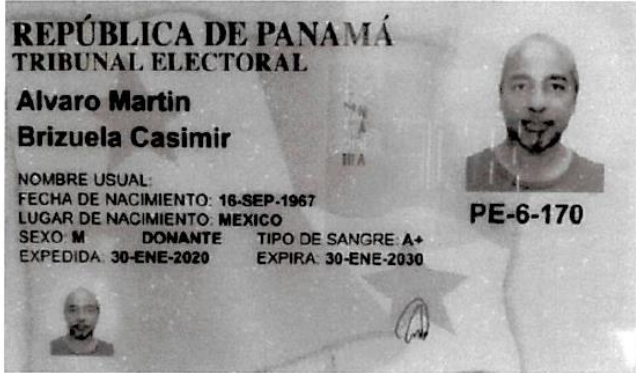 REPÚBLICA DE PANAMÁ
TRIBUNAL ELECTORAL
Alvaro Martin
Brizuela Casimir
NOMBRE USUAL:
FECHA DE NACIMIENTO: 16-SEP-1967
LUGAR DE NACIMIENTO: MEXICO
SEXO: M DONANTE TIPO DE SANGRE: A+
EXPEDIDA: 30-ENE-2020 EXPIRA: 30-ENE-2030
PE-6-170